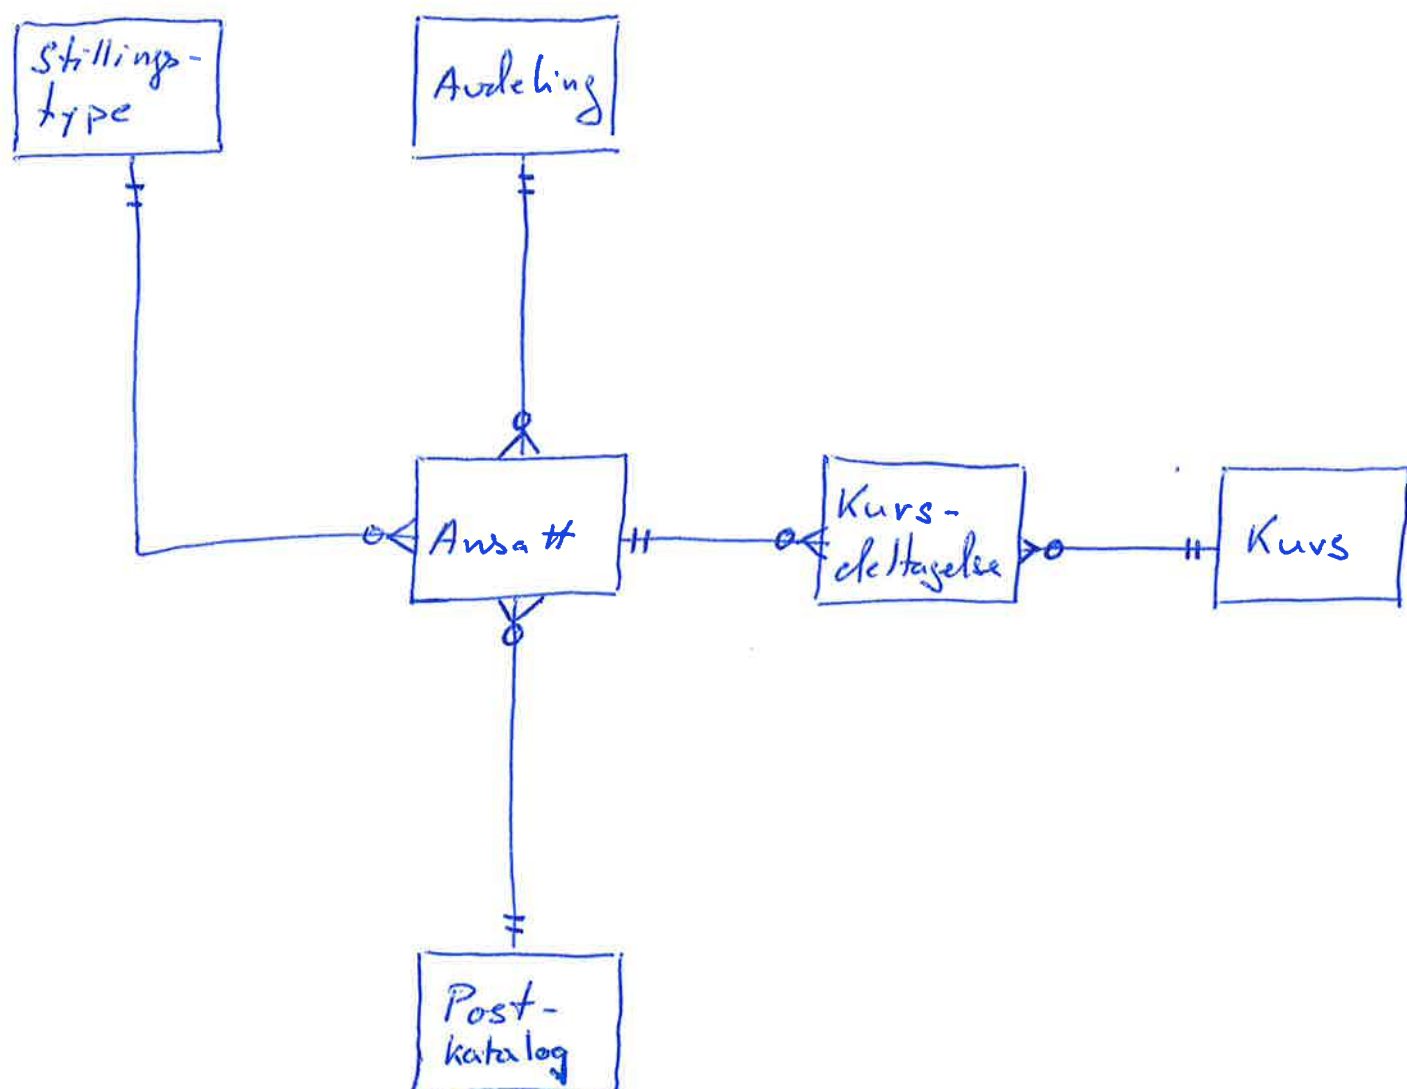 Stillings-
type
Avdeling
Ansatt
Kurs-
deltagelse
Kurs
Post-
katalog